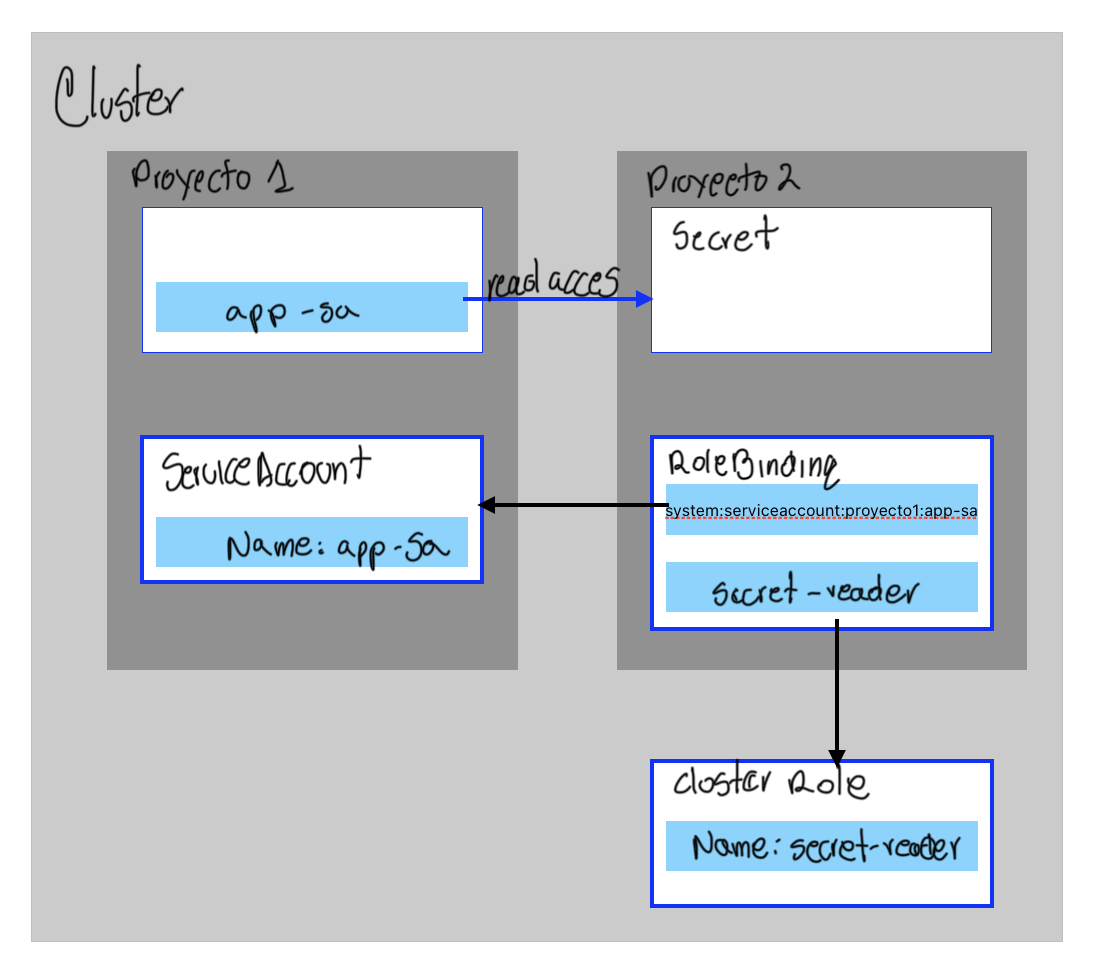 Cluster
Proyecto 1
app-sa
read acces
Proyecto 2
Secret
ServiceAccount
Name: app-sa
RoleBinding
system:serviceaccount:proyecto1:app-sa
secret-reader
Closter Role
Name: secret-reader